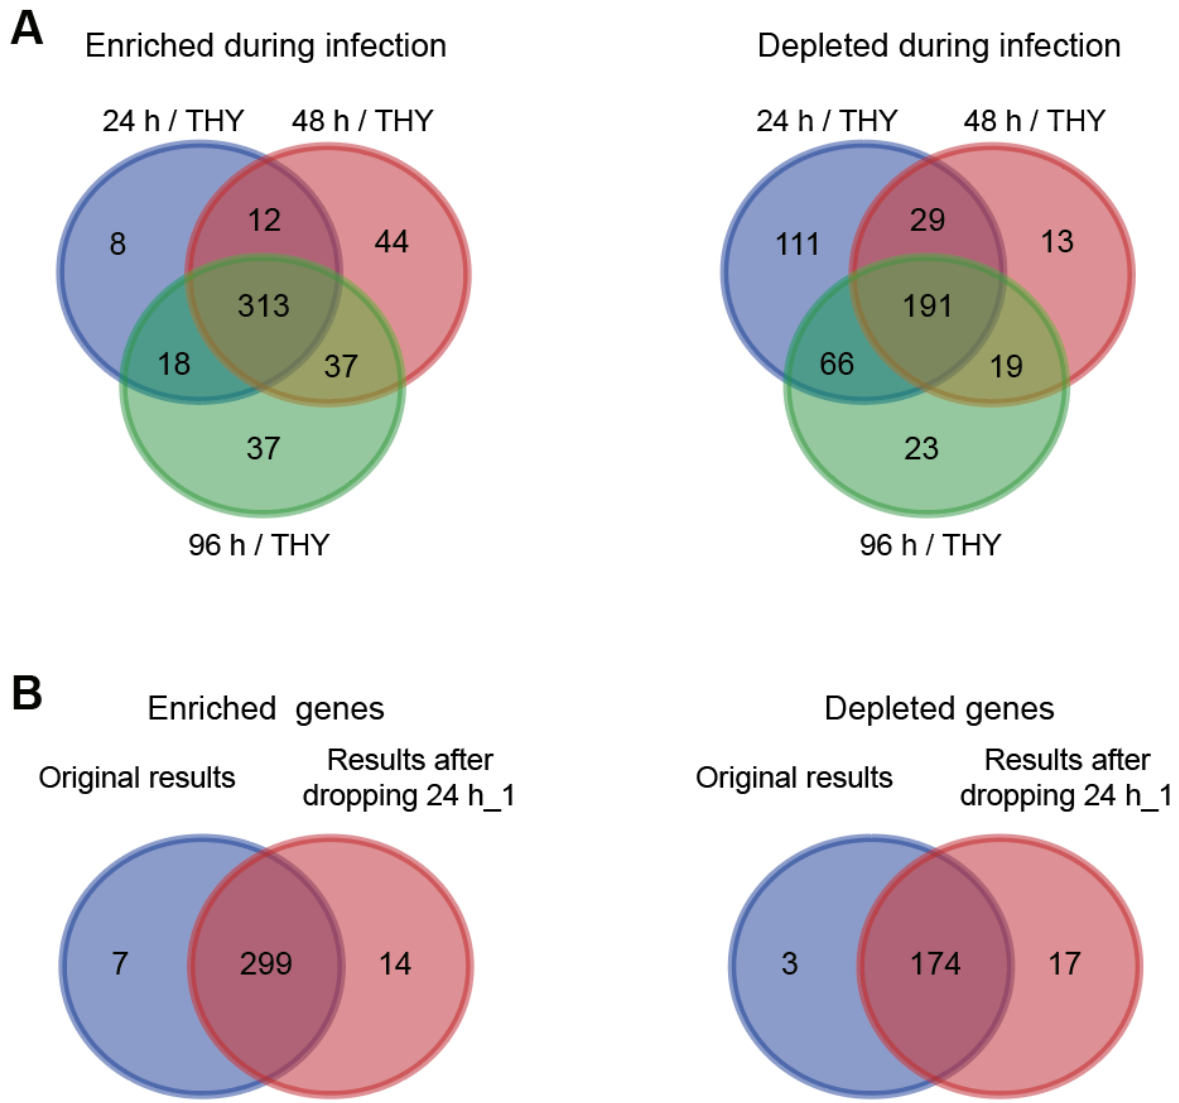 A
Enriched during infection
Depleted during infection
24 h / THY
48 h / THY
24 h / THY
48 h / THY
8
12
44
313
18
37
37
96 h / THY
111
29
13
191
66
19
23
96 h / THY
B
Enriched genes
Depleted genes
Original results
Results after
dropping 24 h_1
Original results
Results after
dropping 24 h_1
7
299
14
3
174
17